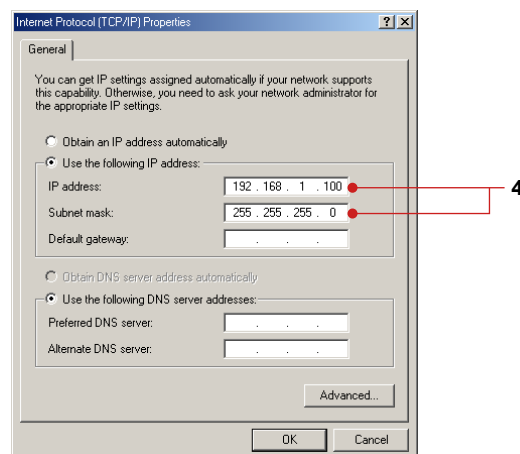 Internet Protocol (TCP/IP) Properties
General
You can get IP settings assigned automatically if your network supports
this capability. Otherwise, you need to ask your network administrator for
the appropriate IP settings.
Obtain an IP address automatically
Use the following IP address:
IP address: 192 . 168 . 1 . 100
4
Subnet mask: 255 . 255 . 255 . 0
Default gateway: . . .
Obtain DNS server address automatically
Use the following DNS server addresses:
Preferred DNS server: . . .
Alternate DNS server: . . .
Advanced...
OK Cancel